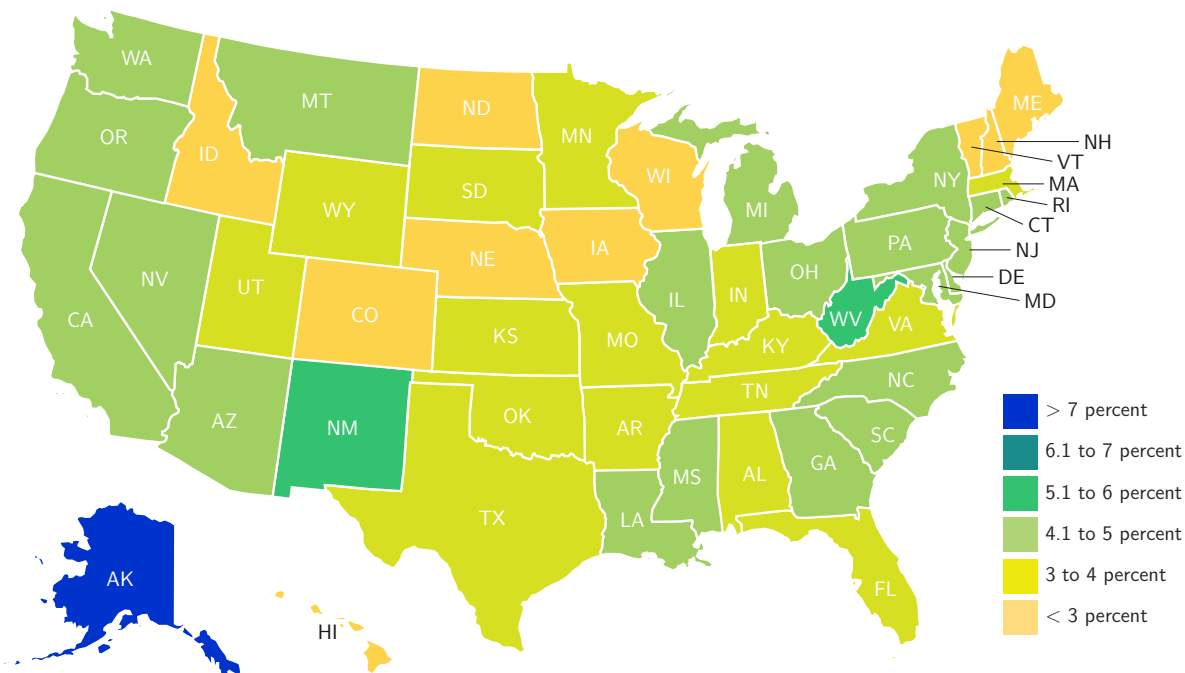 WA
MT
ND
MN
ME
OR
ID
WI
NH
VT
SD
NY
MA
WY
MI
RI
CT
NE
IA
PA
NJ
NV
UT
OH
DE
CO
IL
IN
MD
CA
KS
MO
WV
VA
KY
TN
NC
AZ
NM
OK
AR
SC
> 7 percent
MS
AL
GA
6.1 to 7 percent
5.1 to 6 percent
TX
LA
4.1 to 5 percent
AK
FL
3 to 4 percent
HI
< 3 percent